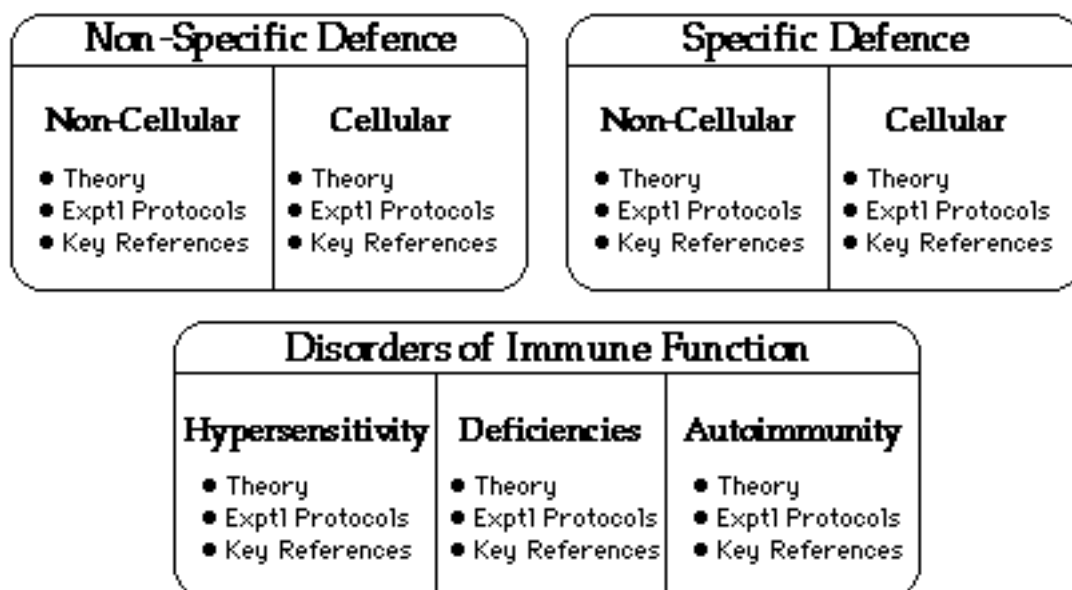 Non-Specific Defence
Non-Cellular
● Theory
● Exptl Protocols
● Key References
Cellular
● Theory
● Exptl Protocols
● Key References
Specific Defence
Non-Cellular
● Theory
● Exptl Protocols
● Key References
Cellular
● Theory
● Exptl Protocols
● Key References
Disorders of Immune Function
Hypersensitivity
● Theory
● Exptl Protocols
● Key References
Deficiencies
● Theory
● Exptl Protocols
● Key References
Autoimmunity
● Theory
● Exptl Protocols
● Key References